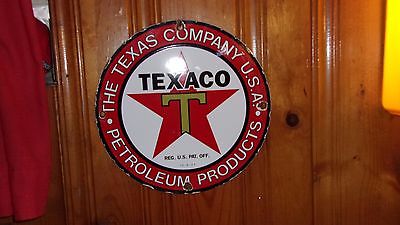 THE TEXAS COMPANY U.S.A.
TEXACO
T
REG. U.S. PAT. OFF.
PETROLEUM PRODUCTS